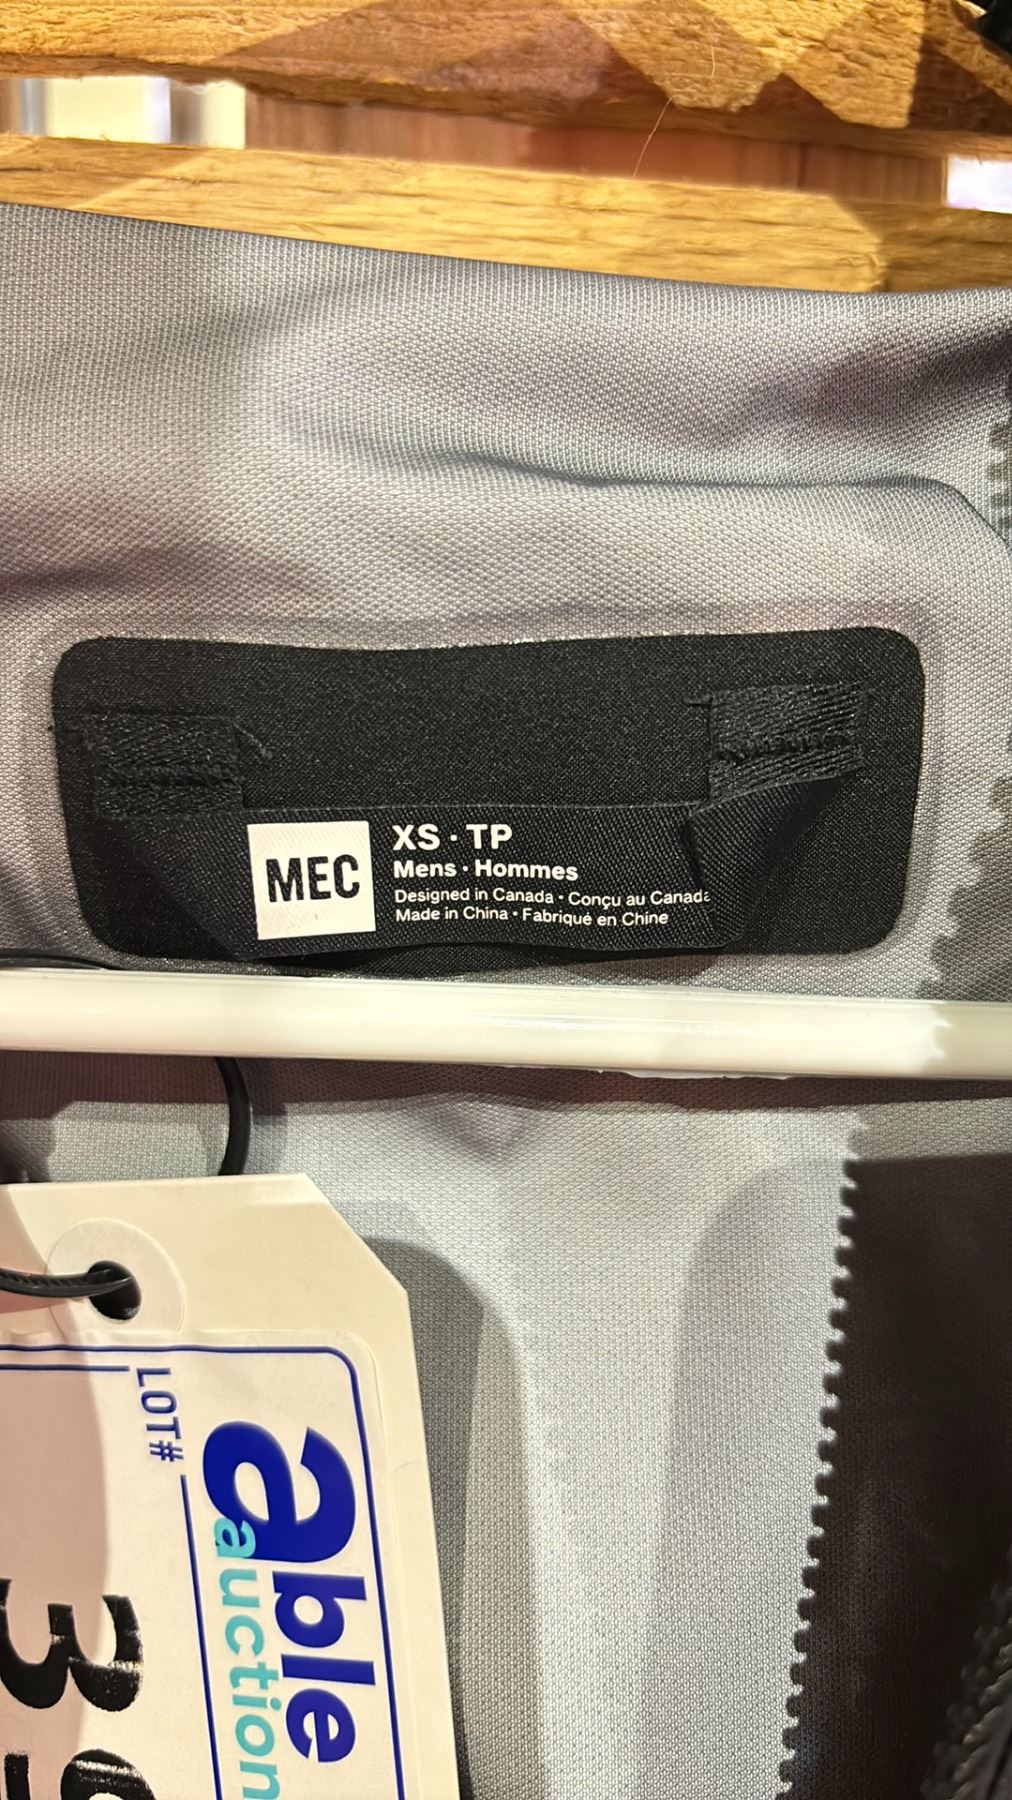 MEC
XS · TP
Mens · Hommes
Designed in Canada · Conçu au Canada
Made in China · Fabriqué en Chine
LOT#
able
auction